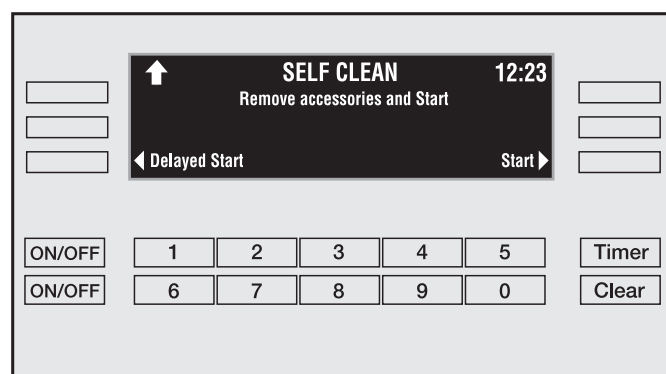 SELF CLEAN 12:23
Remove accessories and Start
Delayed Start Start
ON/OFF 1 2 3 4 5 Timer
ON/OFF 6 7 8 9 0 Clear